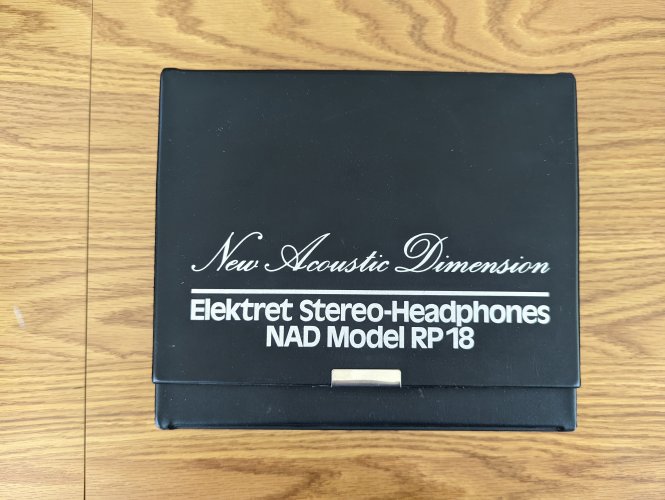 New Acoustic Dimension
Elektret Stereo-Headphones
NAD Model RP 18